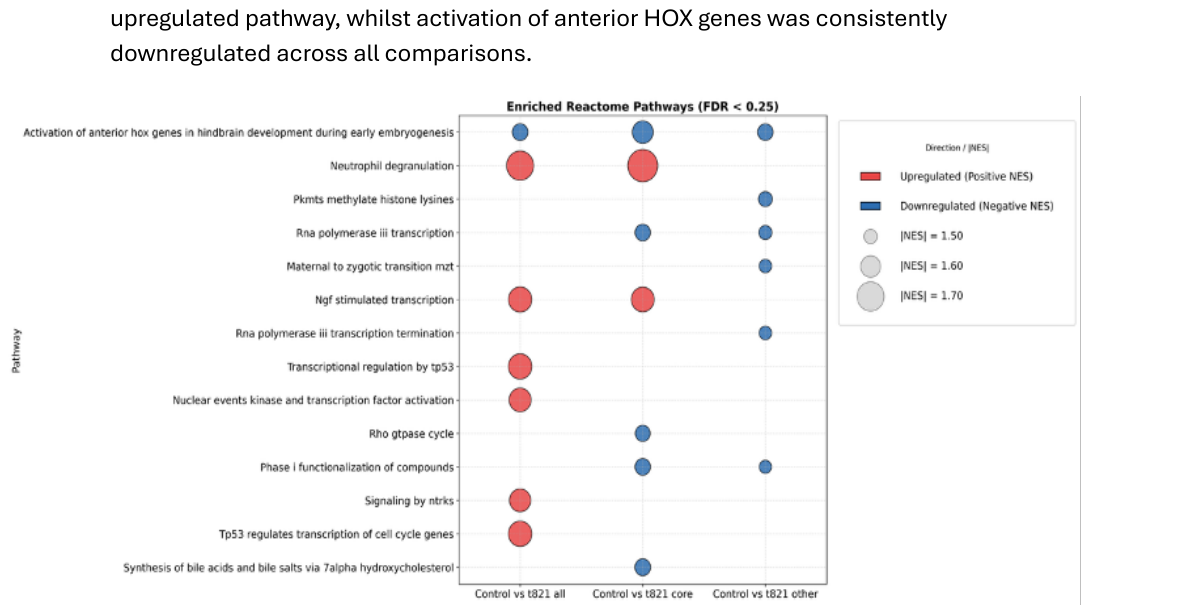 upregulated pathway, whilst activation of anterior HOX genes was consistently
downregulated across all comparisons.
Enriched Reactome Pathways (FDR < 0.25)
Activation of anterior hox genes in hindbrain development during early embryogenesis
Neutrophil degranulation
Pkmts methylate histone lysines
Rna polymerase iii transcription
Maternal to zygotic transition mzt
Ngf stimulated transcription
Rna polymerase iii transcription termination
Transcriptional regulation by tp53
Nuclear events kinase and transcription factor activation
Rho gtpase cycle
Phase i functionalization of compounds
Signaling by ntrks
Tp53 regulates transcription of cell cycle genes
Synthesis of bile acids and bile salts via 7alpha hydroxycholesterol
Pathway
Control vs t821 all
Control vs t821 core
Control vs t821 other
Direction / |NES|
Upregulated (Positive NES)
Downregulated (Negative NES)
|NES| = 1.50
|NES| = 1.60
|NES| = 1.70